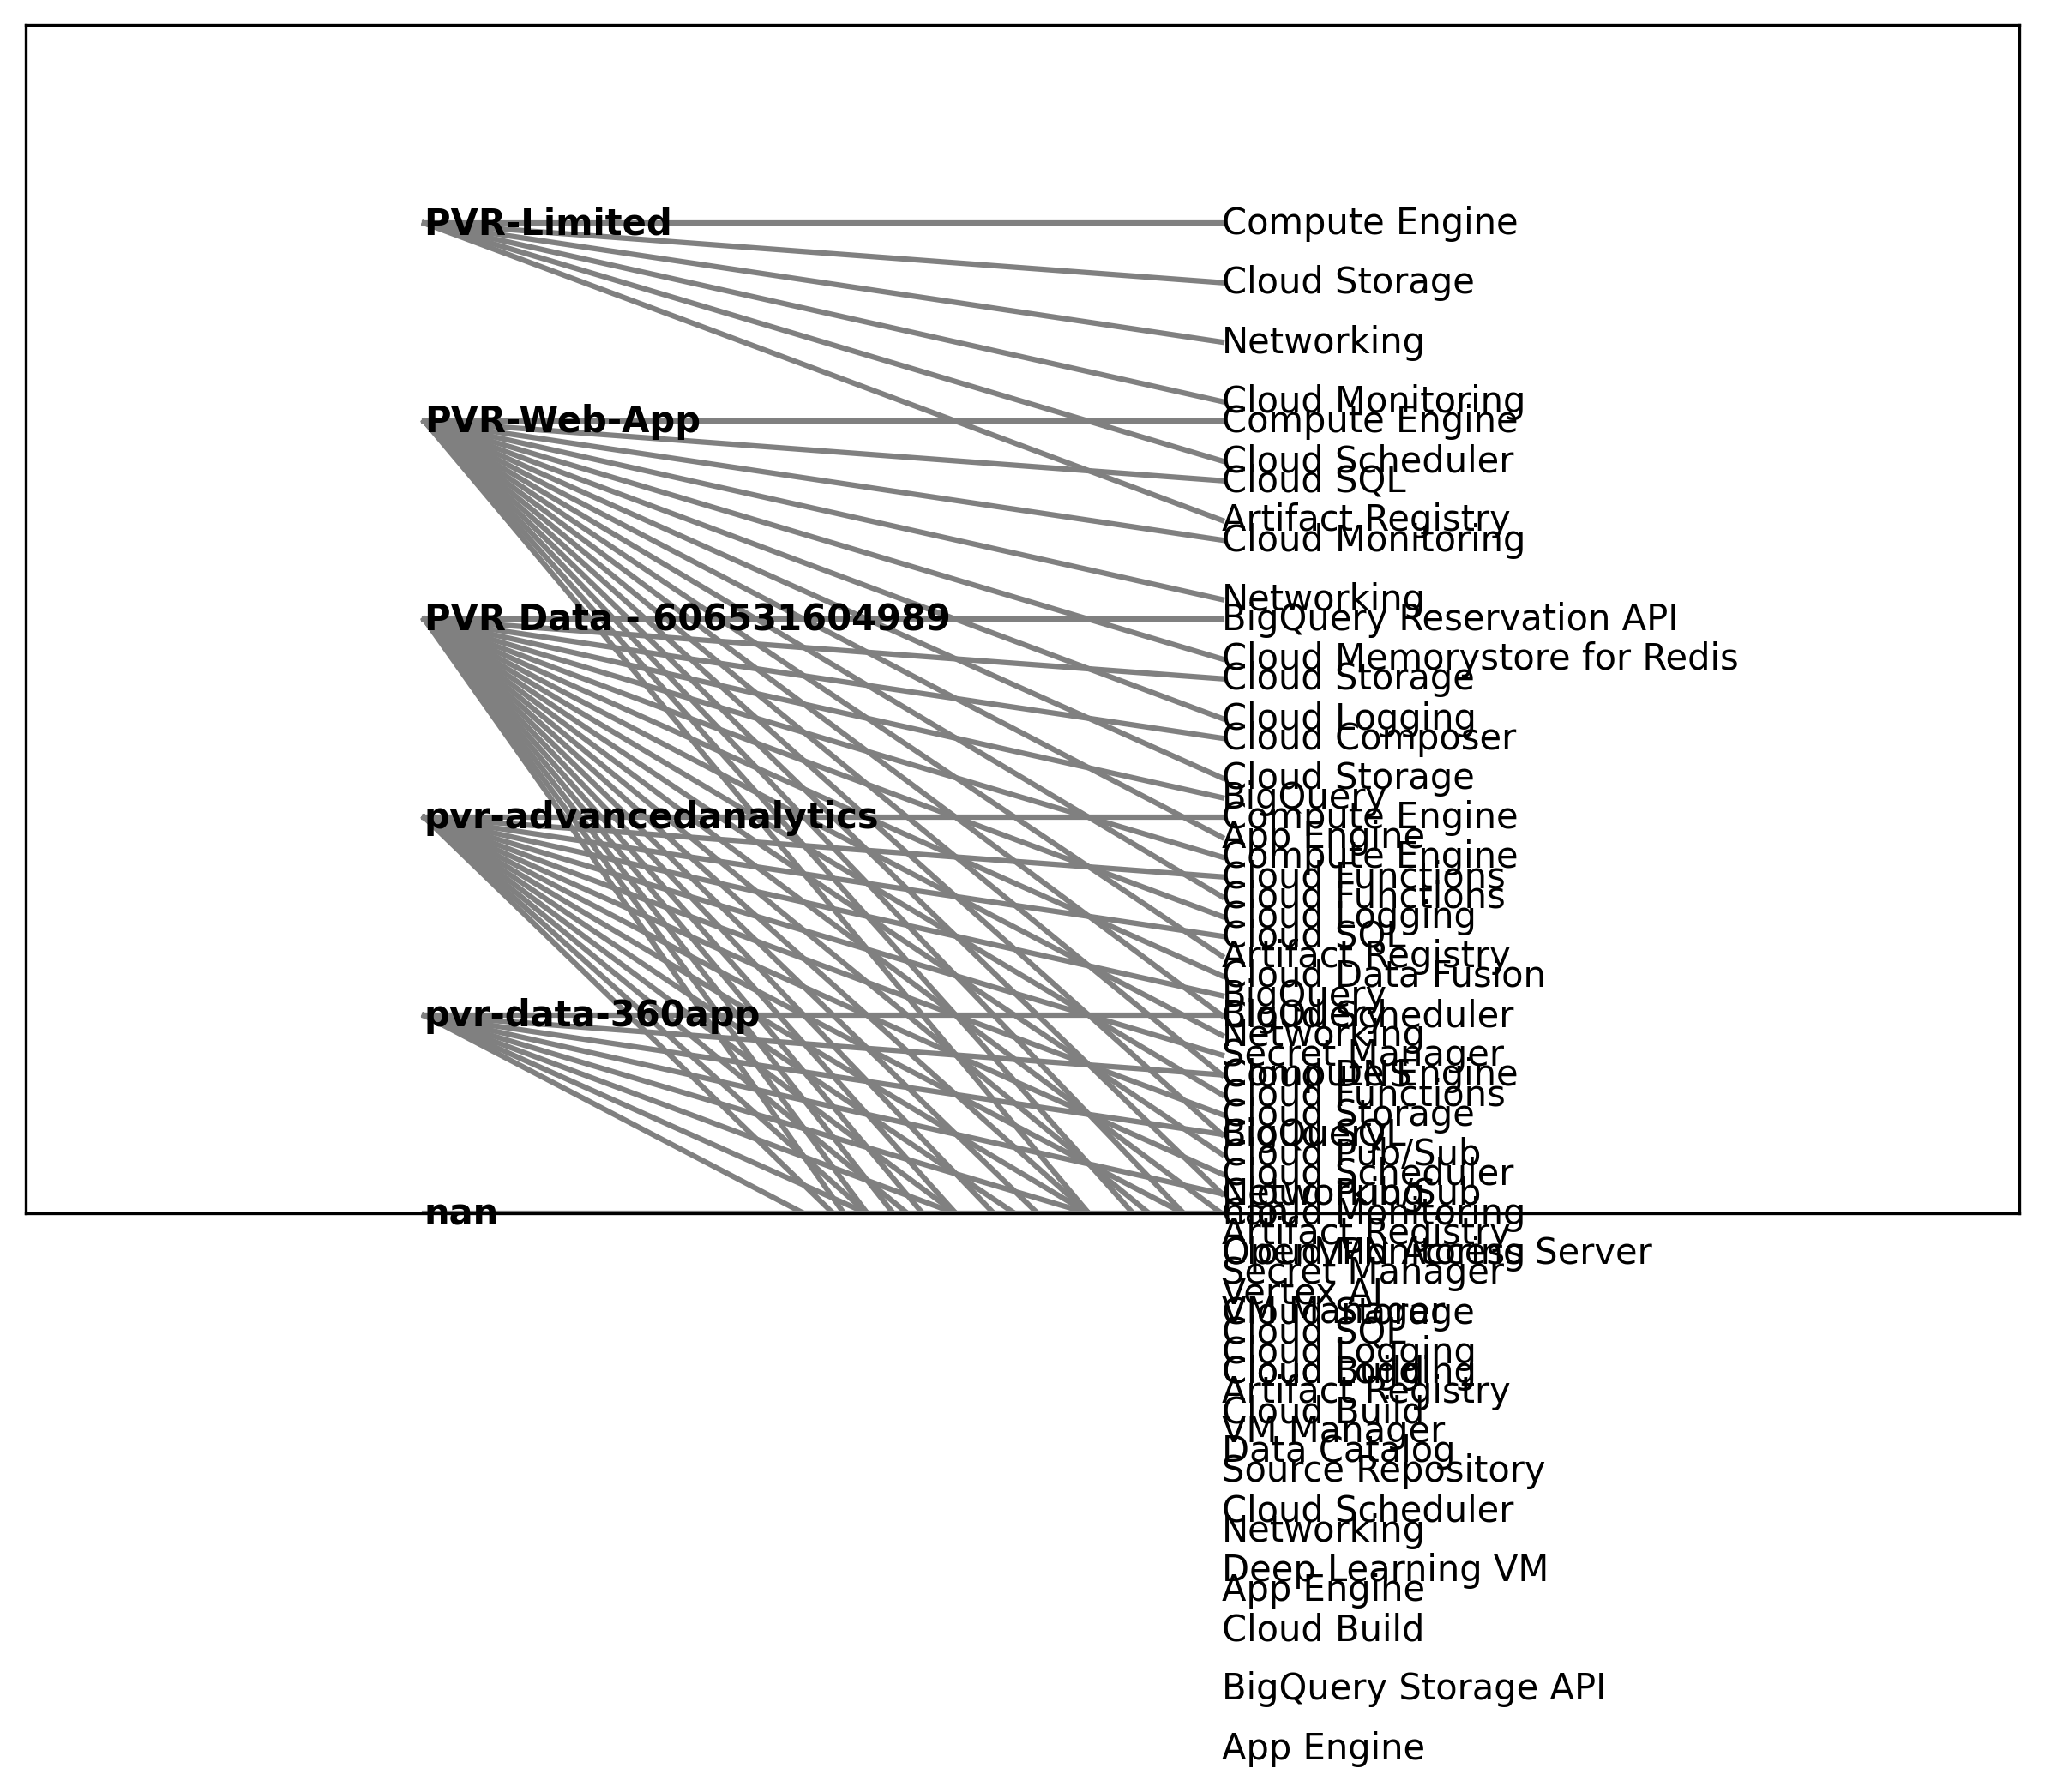 PVR-Limited
Compute Engine
Cloud Storage
Networking
Cloud Monitoring
PVR-Web-App
Compute Engine
Cloud Scheduler
Cloud SQL
Artifact Registry
Cloud Monitoring
Networking
PVR Data - 606531604989
BigQuery Reservation API
Cloud Memorystore for Redis
Cloud Storage
Cloud Logging
Cloud Composer
Cloud Storage
BigQuery
pvr-advancedanalytics
Compute Engine
App Engine
Compute Engine
Cloud Functions
Cloud Functions
Cloud Logging
Cloud SQL
Artifact Registry
Cloud Data Fusion
BigQuery
pvr-data-360app
BigQuery
Cloud Scheduler
Networking
Secret Manager
Compute Engine
Cloud DNS
Cloud Functions
Cloud Storage
BigQuery
Cloud SQL
Cloud Pub/Sub
Cloud Scheduler
Networking
Cloud Pub/Sub
nan
nan
Cloud Monitoring
Artifact Registry
OpenVPN Access Server
Cloud Monitoring
Secret Manager
Vertex AI
VM Manager
Cloud Storage
Cloud SQL
Cloud Logging
Cloud Build
Cloud Logging
Artifact Registry
Cloud Build
VM Manager
Data Catalog
Source Repository
Cloud Scheduler
Networking
Deep Learning VM
App Engine
Cloud Build
BigQuery Storage API
App Engine